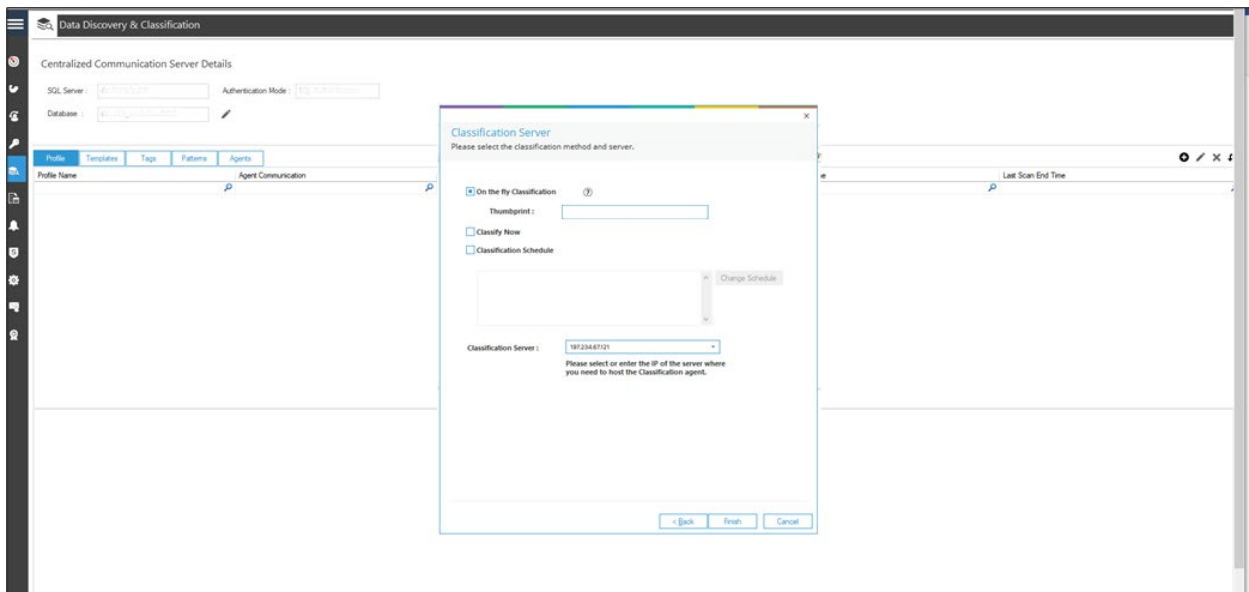 Data Discovery & Classification
Centralized Communication Server Details
SQL Server :
Authentication Mode :
Database :
Profile
Templates
Tags
Patterns
Agents
Profile Name
Agent Communication
Last Scan End Time
Classification Server
Please select the classification method and server.
On the fly Classification
Thumbprint :
Classify Now
Classification Schedule
Change Schedule
Classification Server :
Please select or enter the IP of the server where
you need to host the Classification agent.
< Back
Finish
Cancel